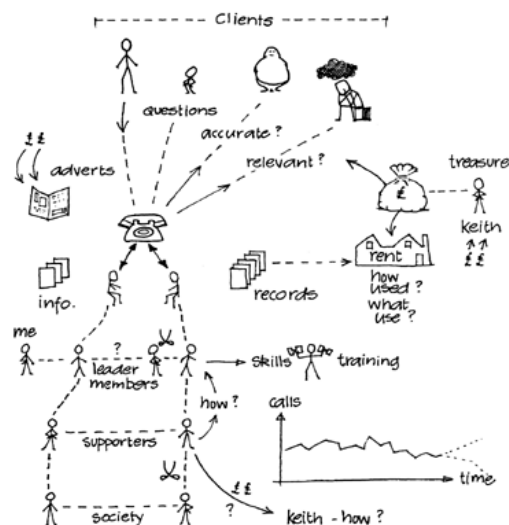 Clients
questions
accurate ?
relevant ?
££
adverts
£
treasure
keith
££
rent
how
used ?
what
use ?
info.
records
me
?
leader
members
skills
training
how ?
calls
supporters
time
££
?
society
keith - how ?